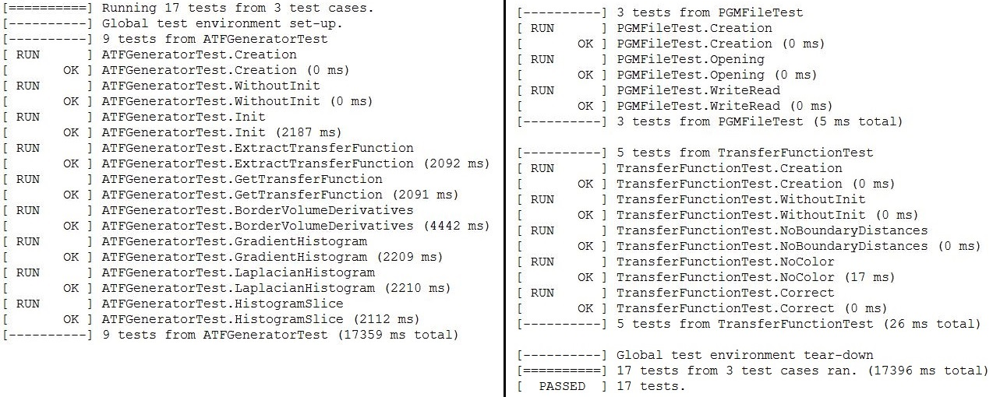 [==========] Running 17 tests from 3 test cases.
[----------] Global test environment set-up.
[----------] 9 tests from ATFGeneratorTest
[ RUN      ] ATFGeneratorTest.Creation
[       OK ] ATFGeneratorTest.Creation (0 ms)
[ RUN      ] ATFGeneratorTest.WithoutInit
[       OK ] ATFGeneratorTest.WithoutInit (0 ms)
[ RUN      ] ATFGeneratorTest.Init
[       OK ] ATFGeneratorTest.Init (2187 ms)
[ RUN      ] ATFGeneratorTest.ExtractTransferFunction
[       OK ] ATFGeneratorTest.ExtractTransferFunction (2092 ms)
[ RUN      ] ATFGeneratorTest.GetTransferFunction
[       OK ] ATFGeneratorTest.GetTransferFunction (2091 ms)
[ RUN      ] ATFGeneratorTest.BorderVolumeDerivatives
[       OK ] ATFGeneratorTest.BorderVolumeDerivatives (4442 ms)
[ RUN      ] ATFGeneratorTest.GradientHistogram
[       OK ] ATFGeneratorTest.GradientHistogram (2209 ms)
[ RUN      ] ATFGeneratorTest.LaplacianHistogram
[       OK ] ATFGeneratorTest.LaplacianHistogram (2210 ms)
[ RUN      ] ATFGeneratorTest.HistogramSlice
[       OK ] ATFGeneratorTest.HistogramSlice (2112 ms)
[----------] 9 tests from ATFGeneratorTest (17359 ms total)
[----------] 3 tests from PGMFileTest
[ RUN      ] PGMFileTest.Creation
[       OK ] PGMFileTest.Creation (0 ms)
[ RUN      ] PGMFileTest.Opening
[       OK ] PGMFileTest.Opening (0 ms)
[ RUN      ] PGMFileTest.WriteRead
[       OK ] PGMFileTest.WriteRead (0 ms)
[----------] 3 tests from PGMFileTest (5 ms total)
[----------] 5 tests from TransferFunctionTest
[ RUN      ] TransferFunctionTest.Creation
[       OK ] TransferFunctionTest.Creation (0 ms)
[ RUN      ] TransferFunctionTest.WithoutInit
[       OK ] TransferFunctionTest.WithoutInit (0 ms)
[ RUN      ] TransferFunctionTest.NoBoundaryDistances
[       OK ] TransferFunctionTest.NoBoundaryDistances (0 ms)
[ RUN      ] TransferFunctionTest.NoColor
[       OK ] TransferFunctionTest.NoColor (17 ms)
[ RUN      ] TransferFunctionTest.Correct
[       OK ] TransferFunctionTest.Correct (0 ms)
[----------] 5 tests from TransferFunctionTest (26 ms total)
[----------] Global test environment tear-down
[==========] 17 tests from 3 test cases ran. (17396 ms total)
[  PASSED  ] 17 tests.